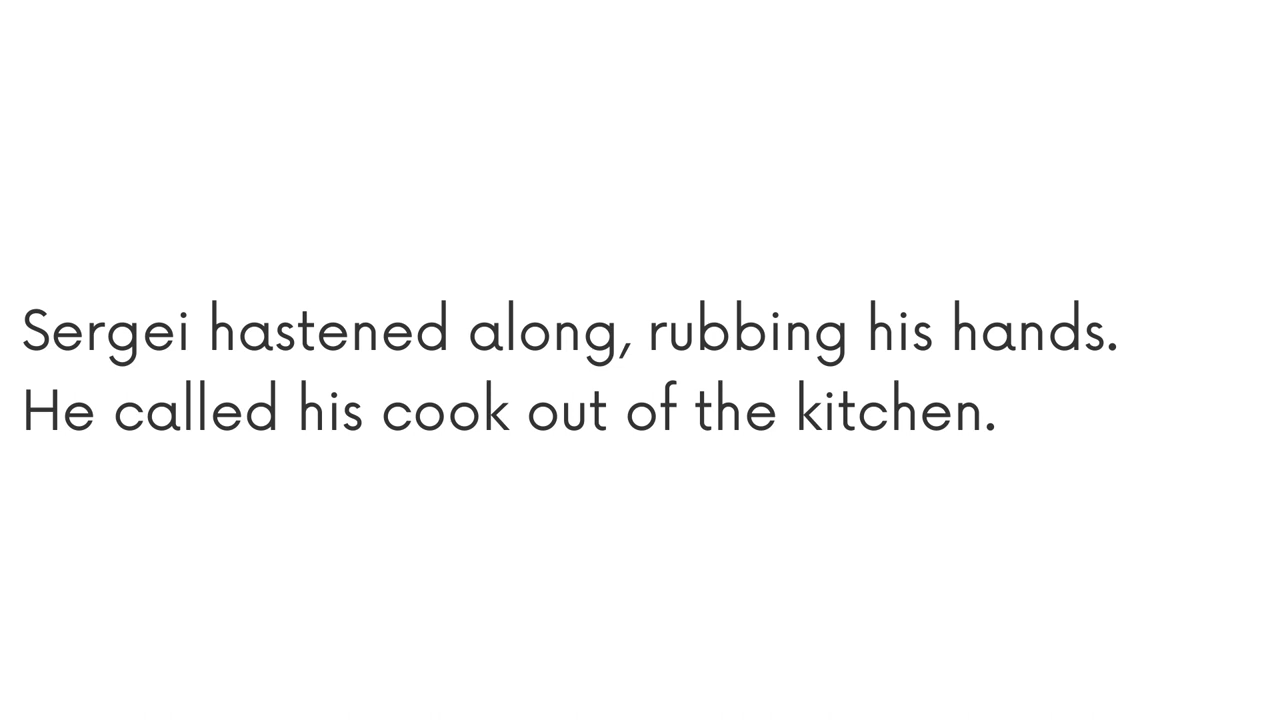 Sergei hastened along, rubbing his hands.
He called his cook out of the kitchen.